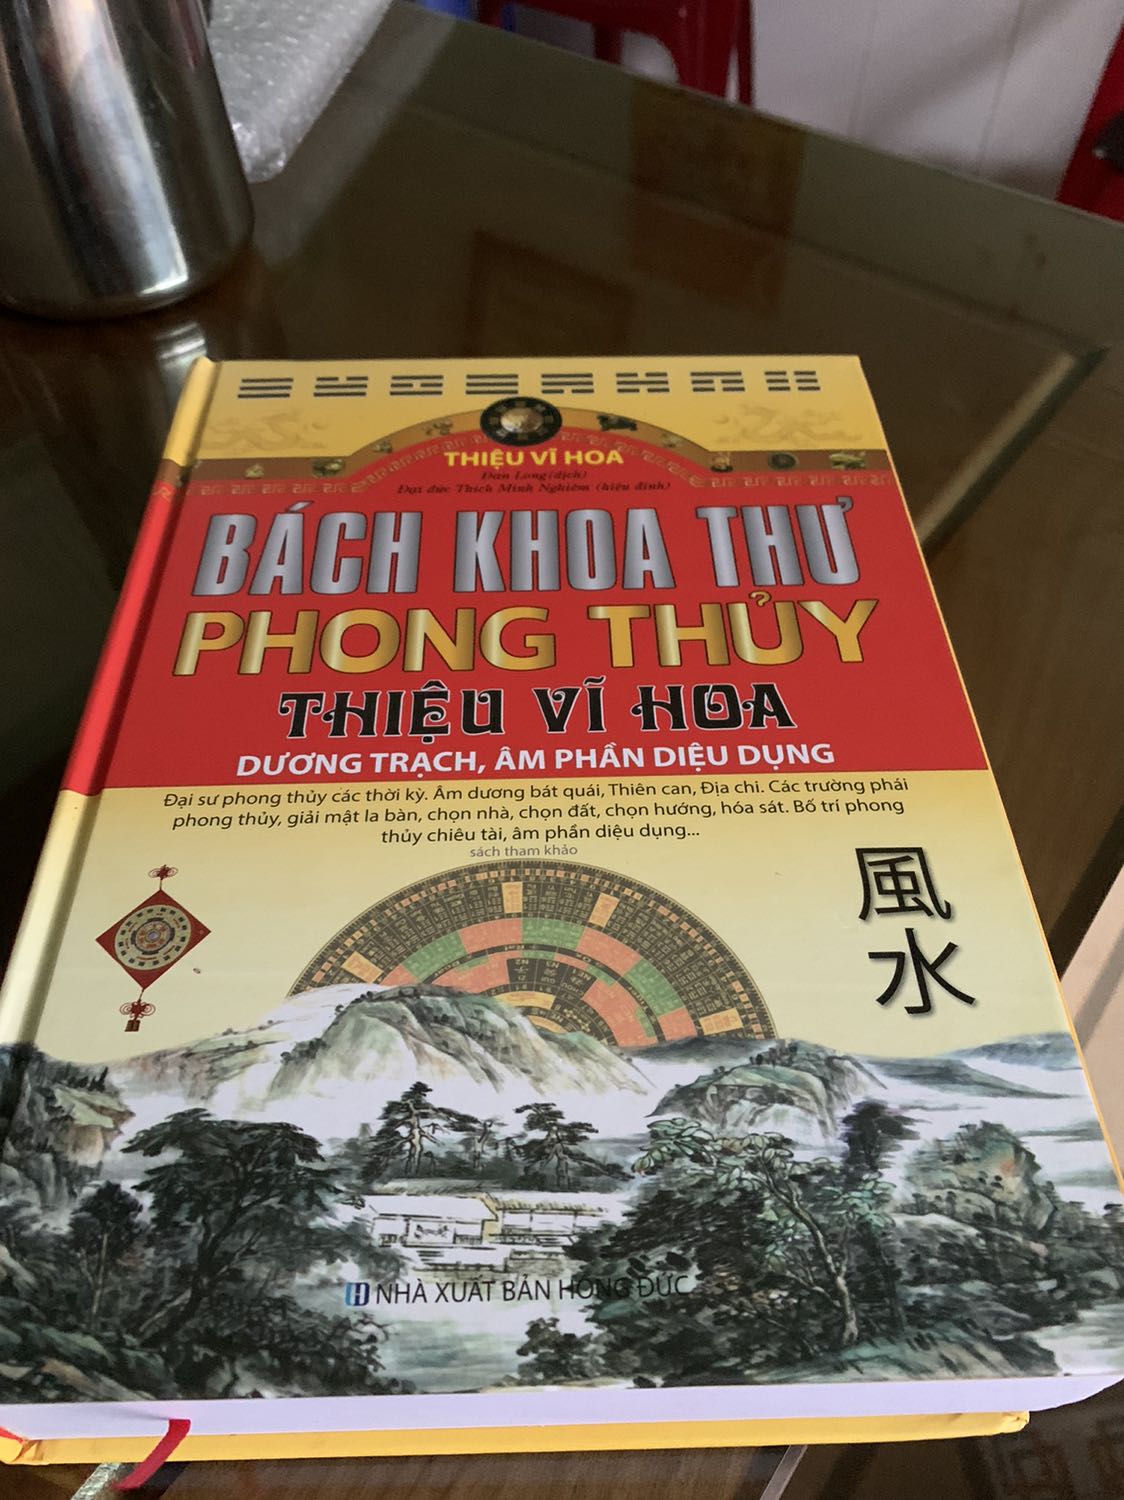 THIỆU VĨ HOA
Đan Long (dịch)
Đại đức Thích Minh Nghiêm (hiệu đính)
BÁCH KHOA THƯ
PHONG THỦY
THIỆU VĨ HOA
DƯƠNG TRẠCH, ÂM PHẦN DIỆU DỤNG
Đại sư phong thủy các thời kỳ. Âm dương bát quái, Thiên can, Địa chi. Các trường phái
phong thủy, giải mật la bàn, chọn nhà, chọn đất, chọn hướng, hóa sát. Bố trí phong
thủy chiêu tài, âm phần diệu dụng...
sách tham khảo
風
水
NHÀ XUẤT BẢN HỒNG ĐỨC